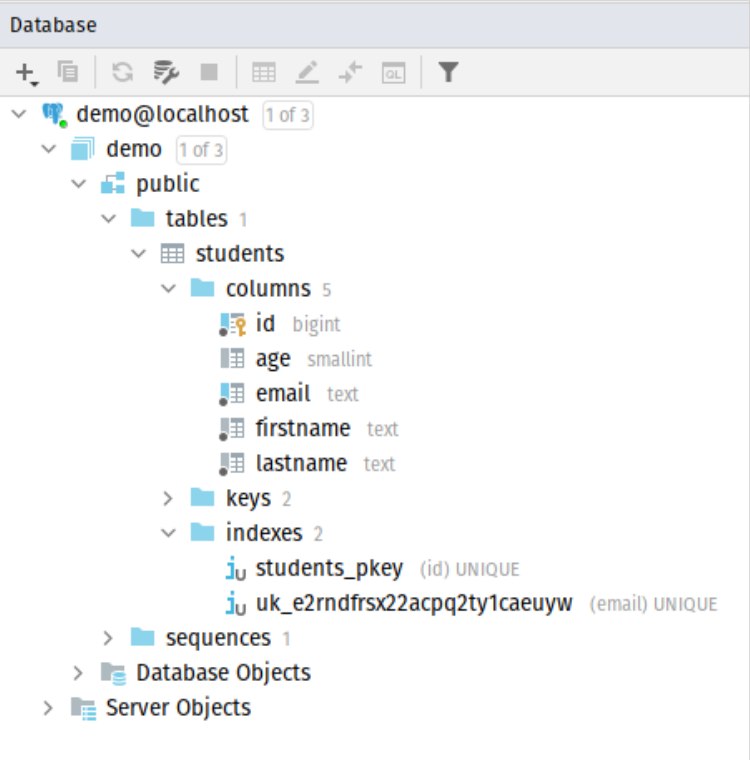 Database
QL
demo@localhost 1 of 3
demo 1 of 3
public
tables 1
students
columns 5
id bigint
age smallint
email text
firstname text
lastname text
keys 2
indexes 2
students_pkey (id) UNIQUE
uk_e2rndfrsx22acpq2ty1caeuyw (email) UNIQUE
sequences 1
Database Objects
Server Objects